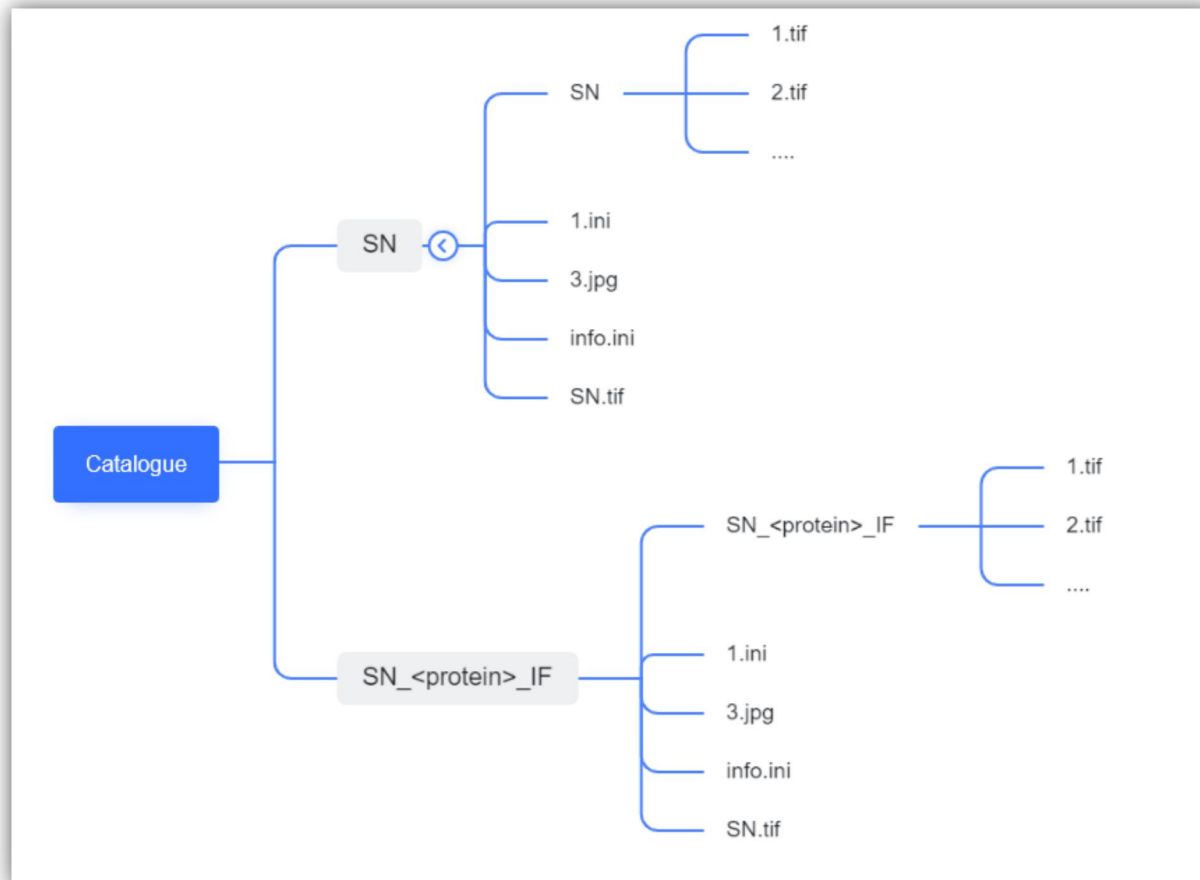 Catalogue
SN
SN
1.tif
2.tif
....
1.ini
3.jpg
info.ini
SN.tif
SN_<protein>_IF
SN_<protein>_IF
1.tif
2.tif
....
1.ini
3.jpg
info.ini
SN.tif